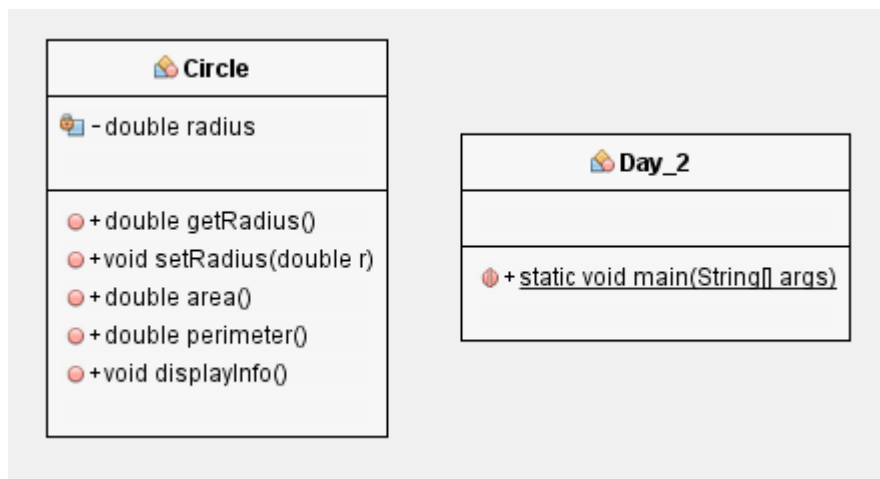 Circle
- double radius
+ double getRadius()
+ void setRadius(double r)
+ double area()
+ double perimeter()
+ void displayInfo()
Day_2
+ static void main(String[] args)